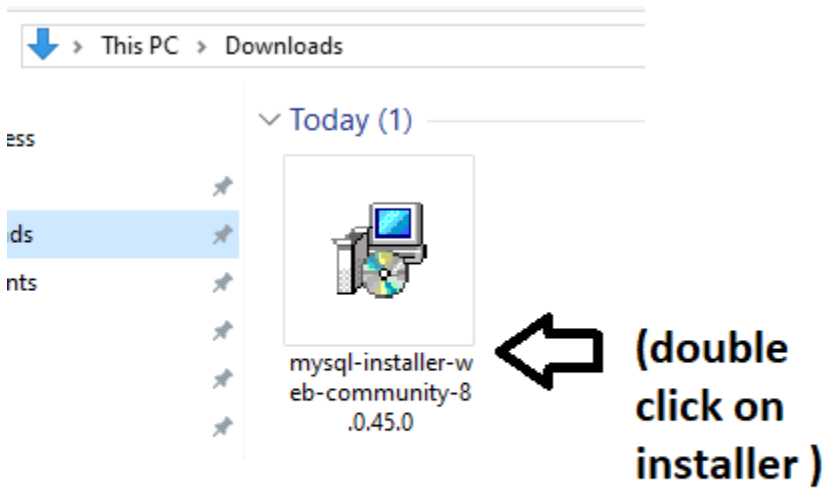 This PC > Downloads
Today (1)
ess
ds
nts
mysql-installer-w
eb-community-8
.0.45.0
(double
click on
installer )